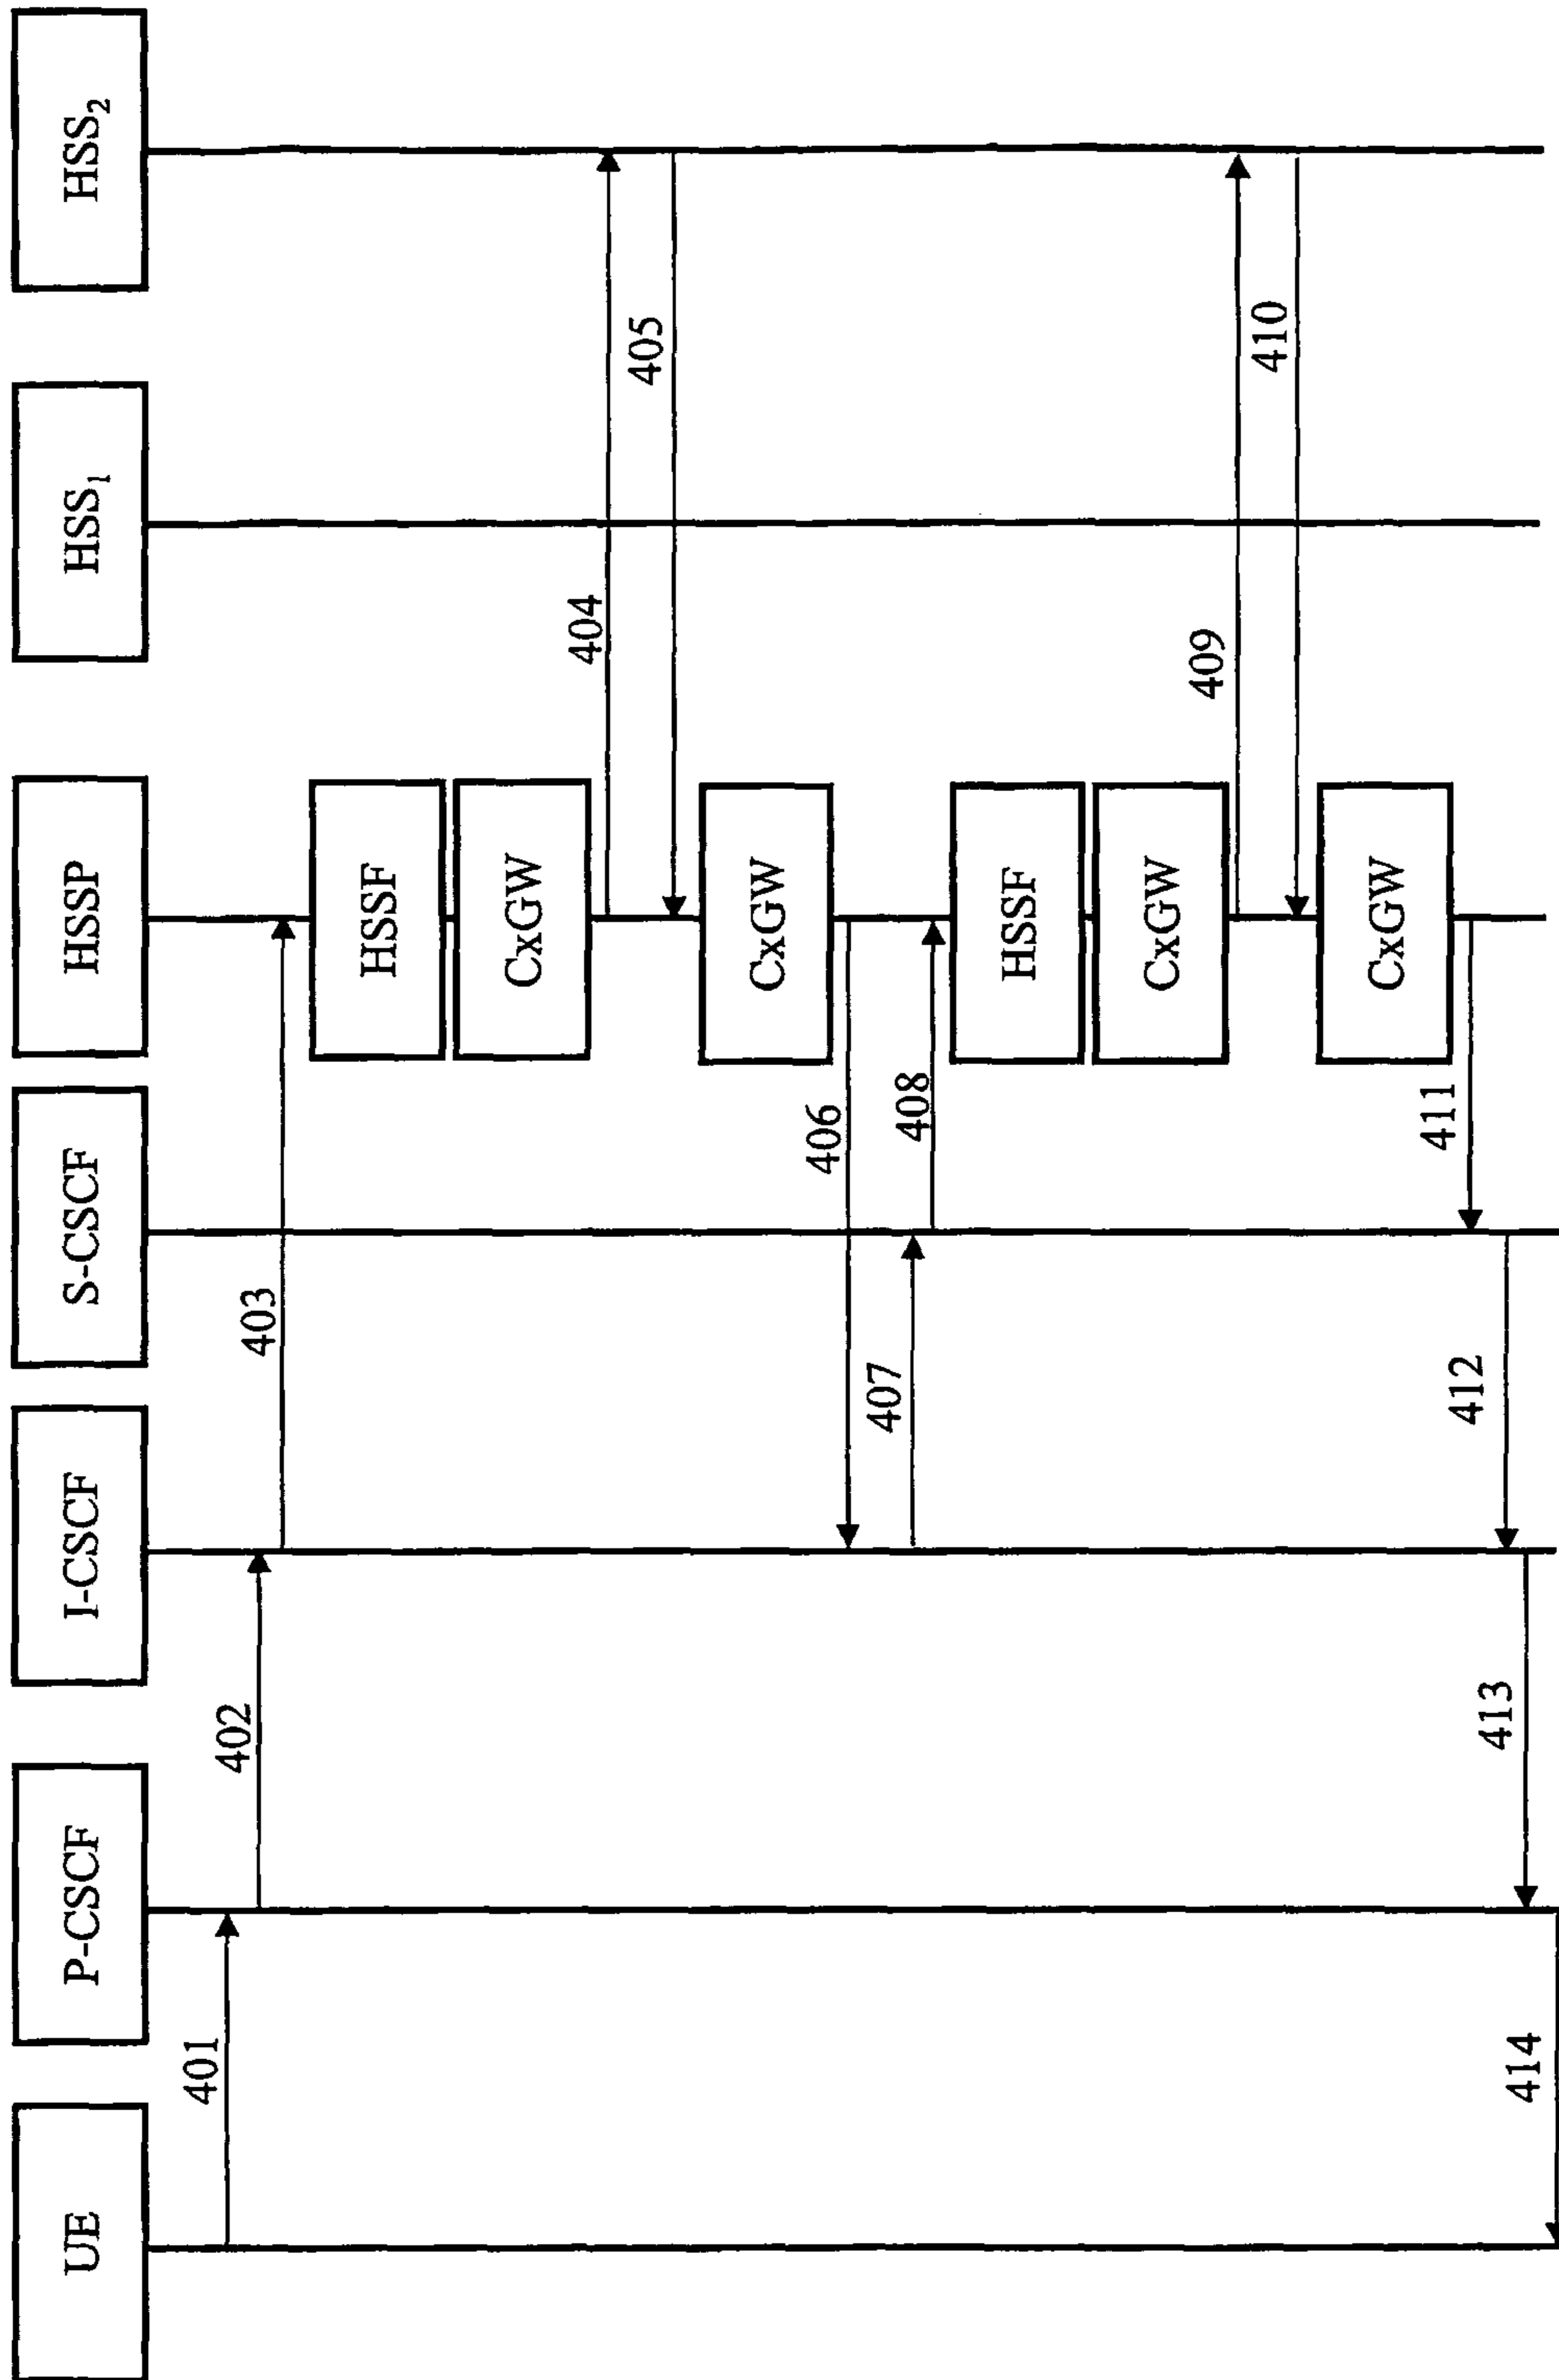 UE
P-CSCF
I-CSCF
S-CSCF
HSSP
HSS₁
HSS₂
401
402
403
HSSF
CxGW
404
405
CxGW
406
407
408
HSSF
CxGW
409
410
CxGW
411
412
413
414